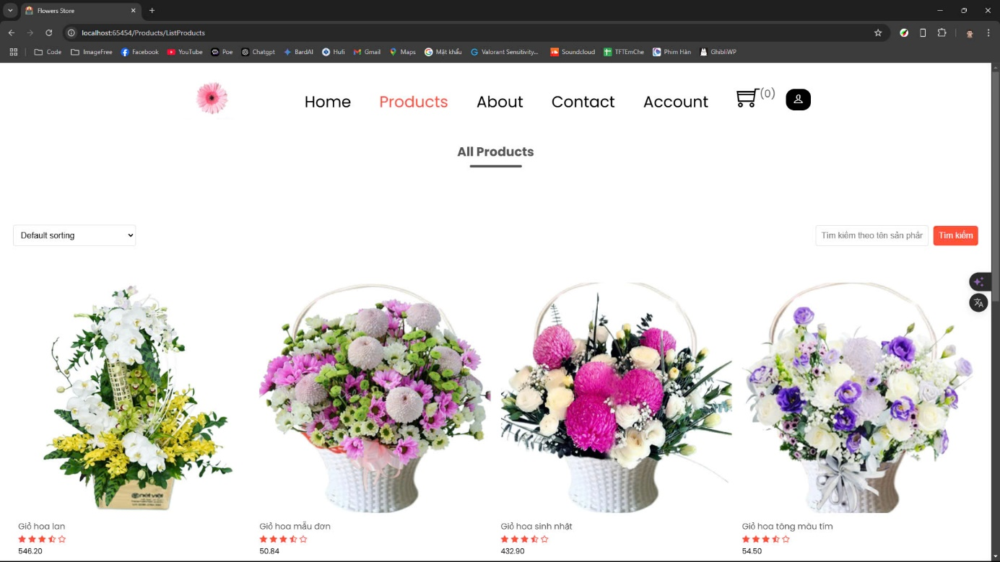 Flowers Store
localhost:65454/Products/ListProducts
Code ImageFree Facebook YouTube Poe Chatgpt BardAI Hufi Gmail Maps Mật khẩu Valorant Sensitivity... Soundcloud TFTEmChe Phim Hàn GhibliWP
Home Products About Contact Account (0)
All Products
Default sorting Tìm kiếm theo tên sản phẩn Tìm kiếm
Giỏ hoa lan Giỏ hoa mẫu đơn Giỏ hoa sinh nhật Giỏ hoa tông màu tím
546.20 50.84 432.90 54.50